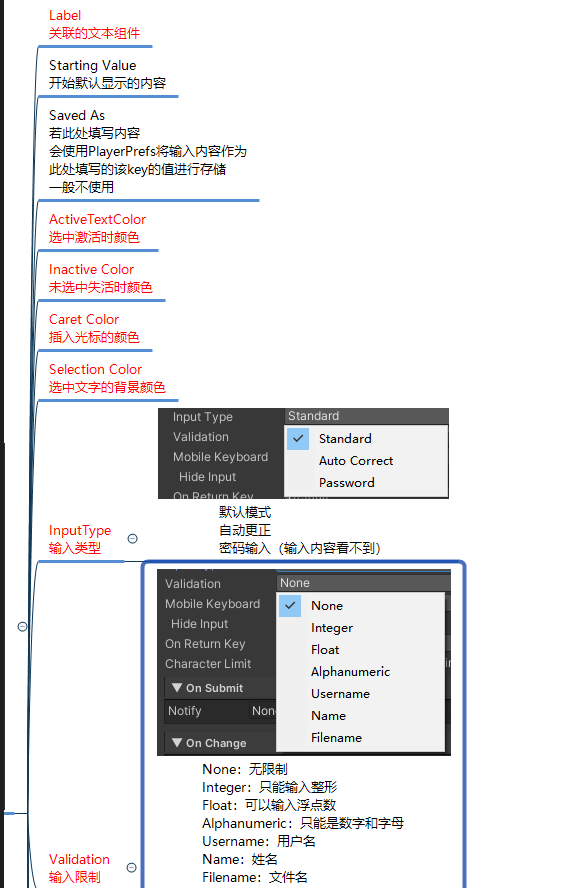 Label
关联的文本组件
Starting Value
开始默认显示的内容
Saved As
若此处填写内容
会使用PlayerPrefs将输入内容作为
此处填写的该key的值进行存储
一般不使用
ActiveTextColor
选中激活时颜色
Inactive Color
未选中失活时颜色
Caret Color
插入光标的颜色
Selection Color
选中文字的背景颜色
Input Type
Standard
Validation
Standard
Mobile Keyboard
Auto Correct
Hide Input
Password
On Return Key
默认模式
自动更正
密码输入（输入内容看不到）
InputType
输入类型
Validation
None
Mobile Keyboard
None
Hide Input
Integer
On Return Key
Float
Character Limit
Alphanumeric
▼ On Submit
Username
Notify
Name
▼ On Change
Filename
None：无限制
Integer：只能输入整形
Float：可以输入浮点数
Alphanumeric：只能是数字和字母
Username：用户名
Name：姓名
Filename：文件名
Validation
输入限制